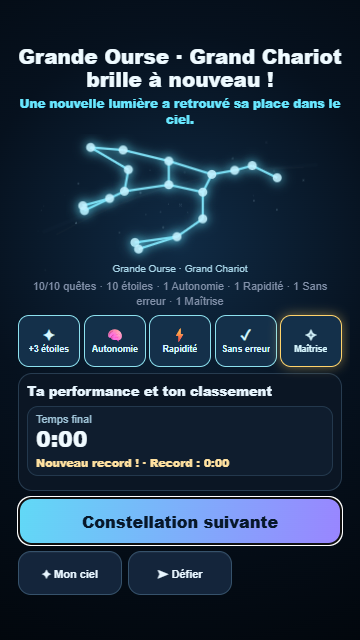 Grande Ourse · Grand Chariot
brille à nouveau !
Une nouvelle lumière a retrouvé sa place dans le
ciel.
Grande Ourse · Grand Chariot
10/10 quêtes · 10 étoiles · 1 Autonomie · 1 Rapidité · 1 Sans
erreur · 1 Maîtrise
+3 étoiles
Autonomie
Rapidité
Sans erreur
Maîtrise
Ta performance et ton classement
Temps final
0:00
Nouveau record ! · Record : 0:00
Constellation suivante
Mon ciel
Défier